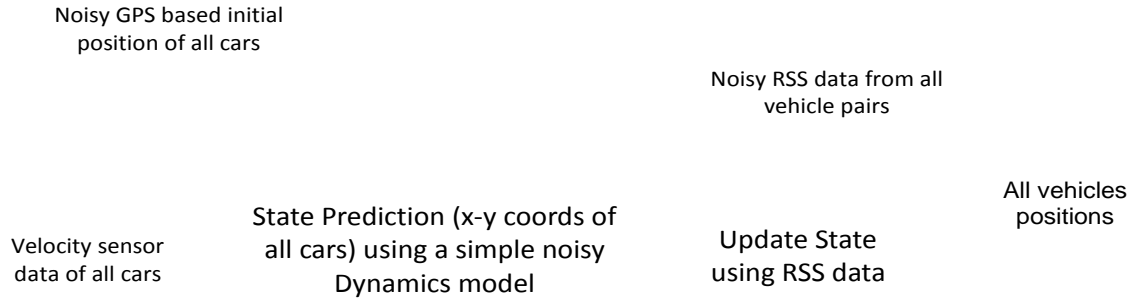 Noisy GPS based initial
position of all cars
Noisy RSS data from all
vehicle pairs
All vehicles
positions
State Prediction (x-y coords of
all cars) using a simple noisy
Dynamics model
Velocity sensor
data of all cars
Update State
using RSS data